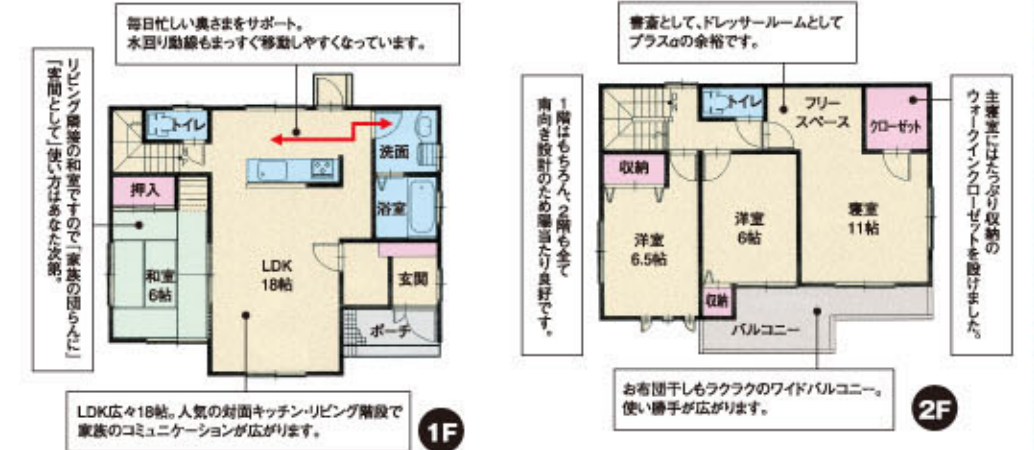 毎日忙しい奥さまをサポート。
水回り動線もまっすぐ移動しやすくなっています。
リビング隣接の和室ですので「家族の団らんに」
「客間として」使い方はあなた次第。
トイレ
洗面
押入
浴室
和室
6帖
LDK
18帖
玄関
ポーチ
LDK広々18帖。人気の対面キッチン・リビング階段で
家族のコミュニケーションが広がります。
1F
書斎として、ドレッサールームとして
プラスαの余裕です。
1階はもちろん、2階も全て
南向き設計のため陽当たり良好です。
主寝室にはたっぷり収納の
ウォークインクローゼットを設けました。
トイレ
フリー
スペース
クローゼット
収納
洋室
6.5帖
洋室
6帖
寝室
11帖
収納
バルコニー
お布団干しもラクラクのワイドバルコニー。
使い勝手が広がります。
2F